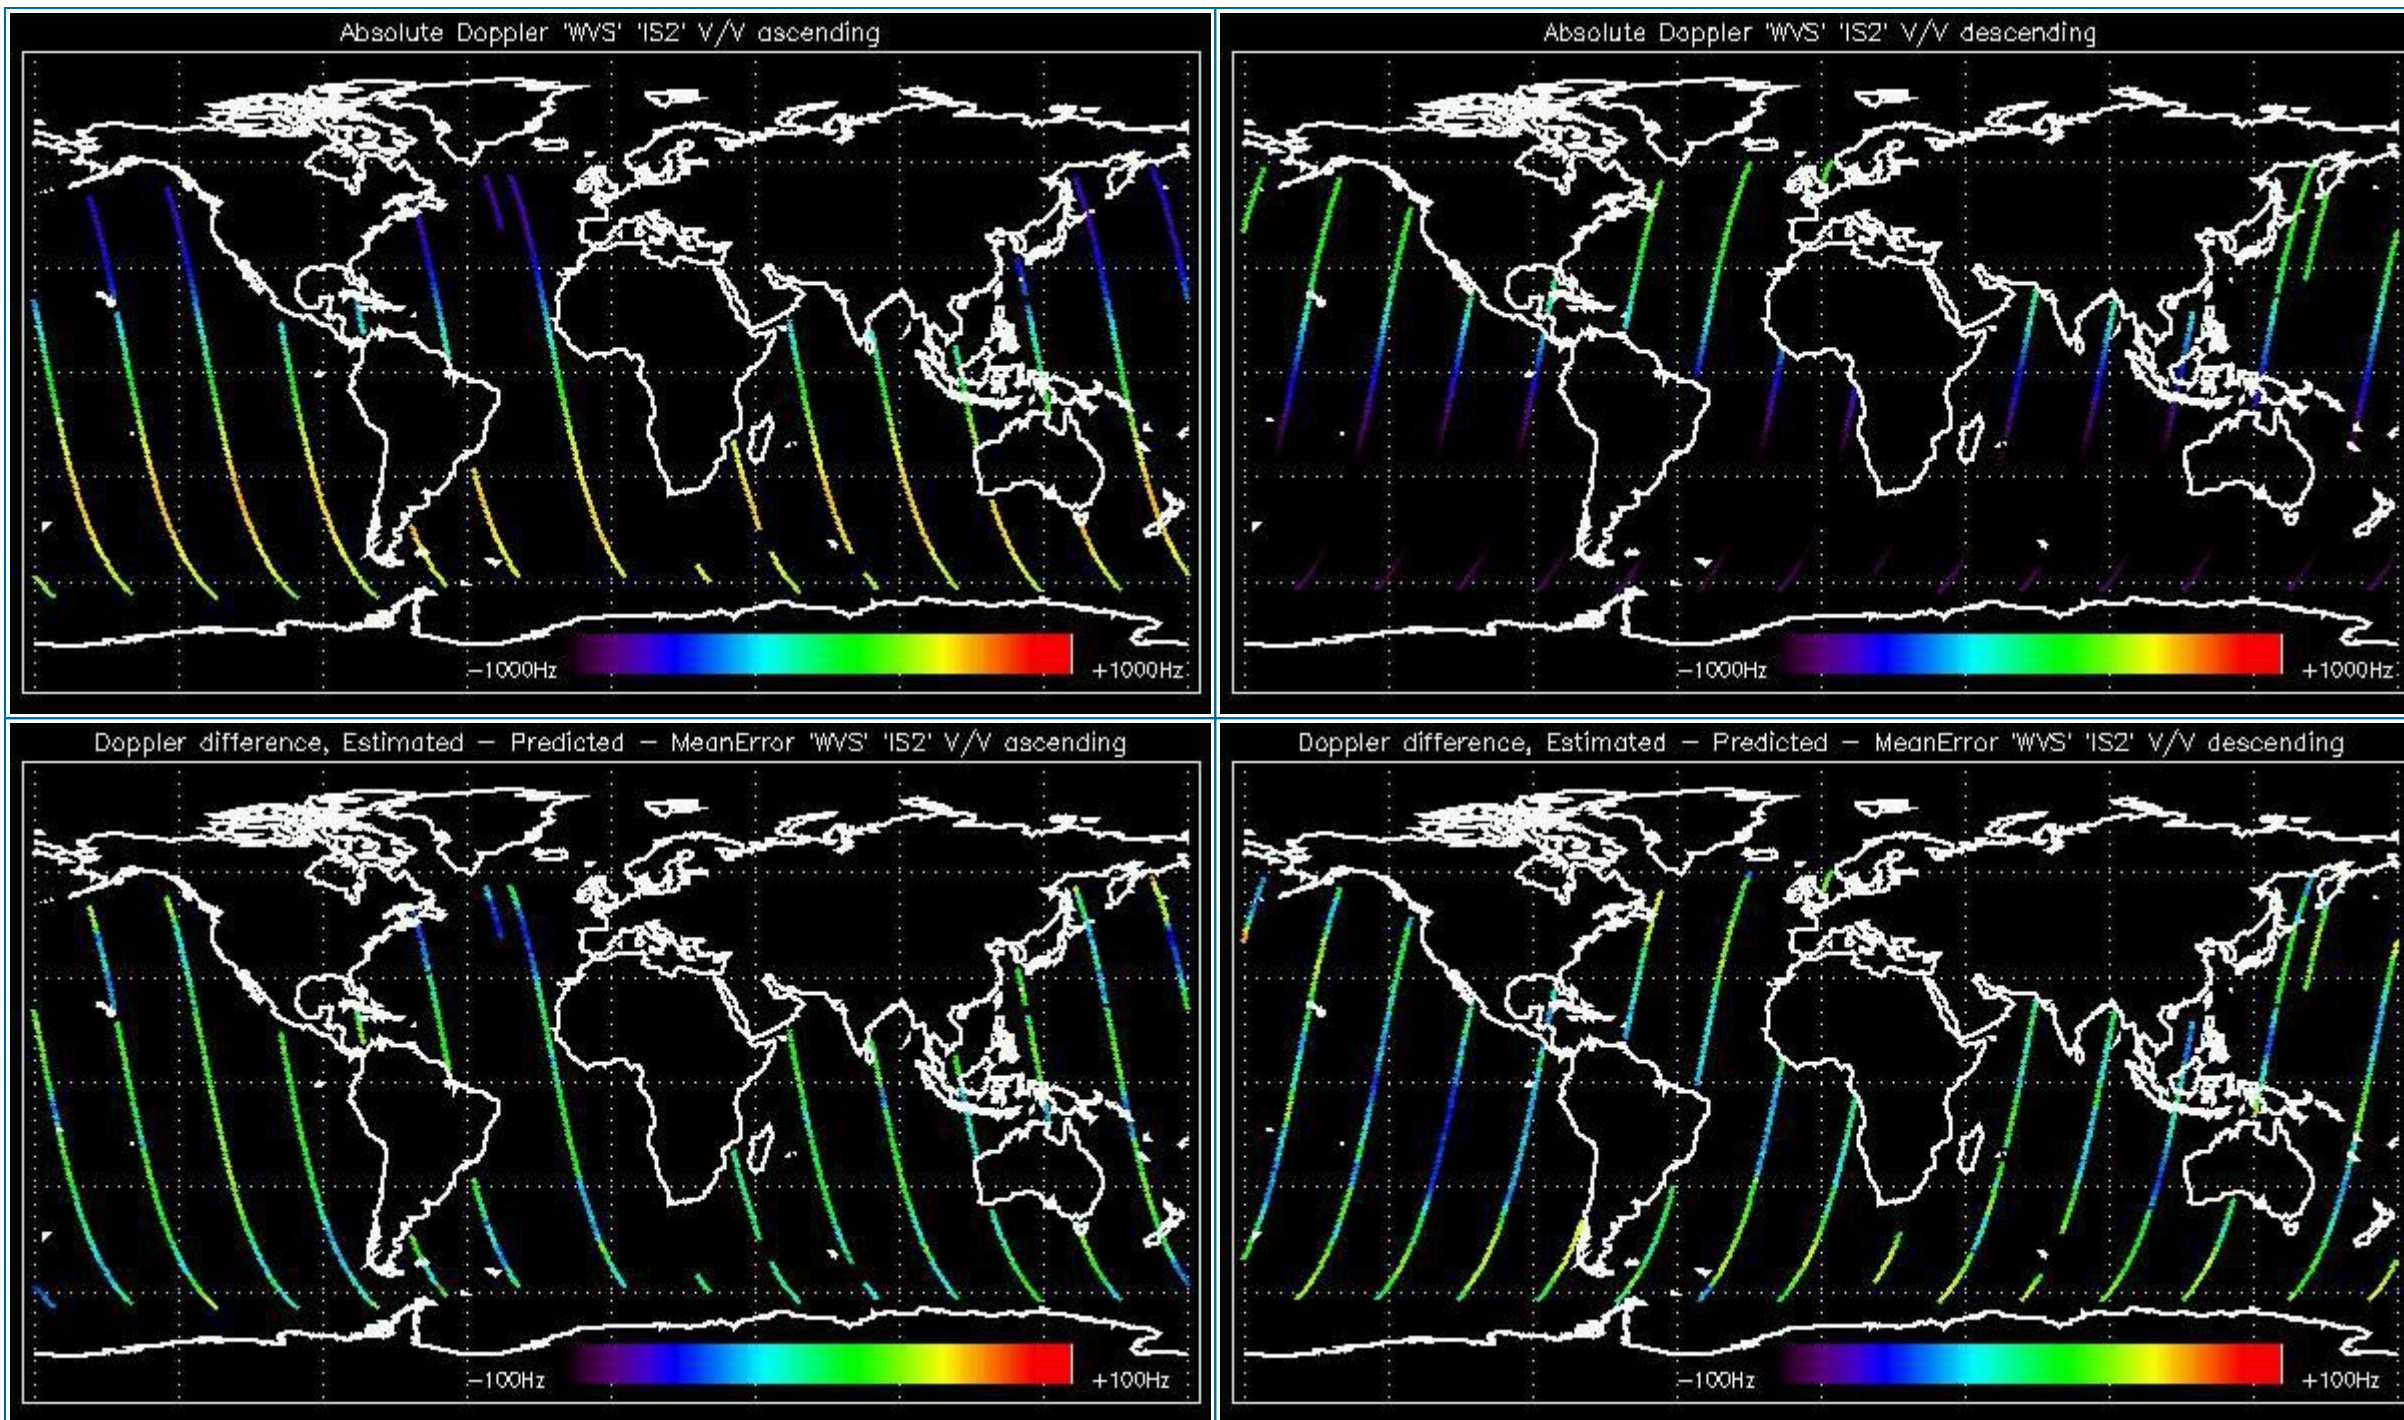 Absolute Doppler 'WVS' 'IS2' V/V ascending
−1000Hz
+1000Hz
Absolute Doppler 'WVS' 'IS2' V/V descending
−1000Hz
+1000Hz
Doppler difference, Estimated − Predicted − MeanError 'WVS' 'IS2' V/V ascending
−100Hz
+100Hz
Doppler difference, Estimated − Predicted − MeanError 'WVS' 'IS2' V/V descending
−100Hz
+100Hz